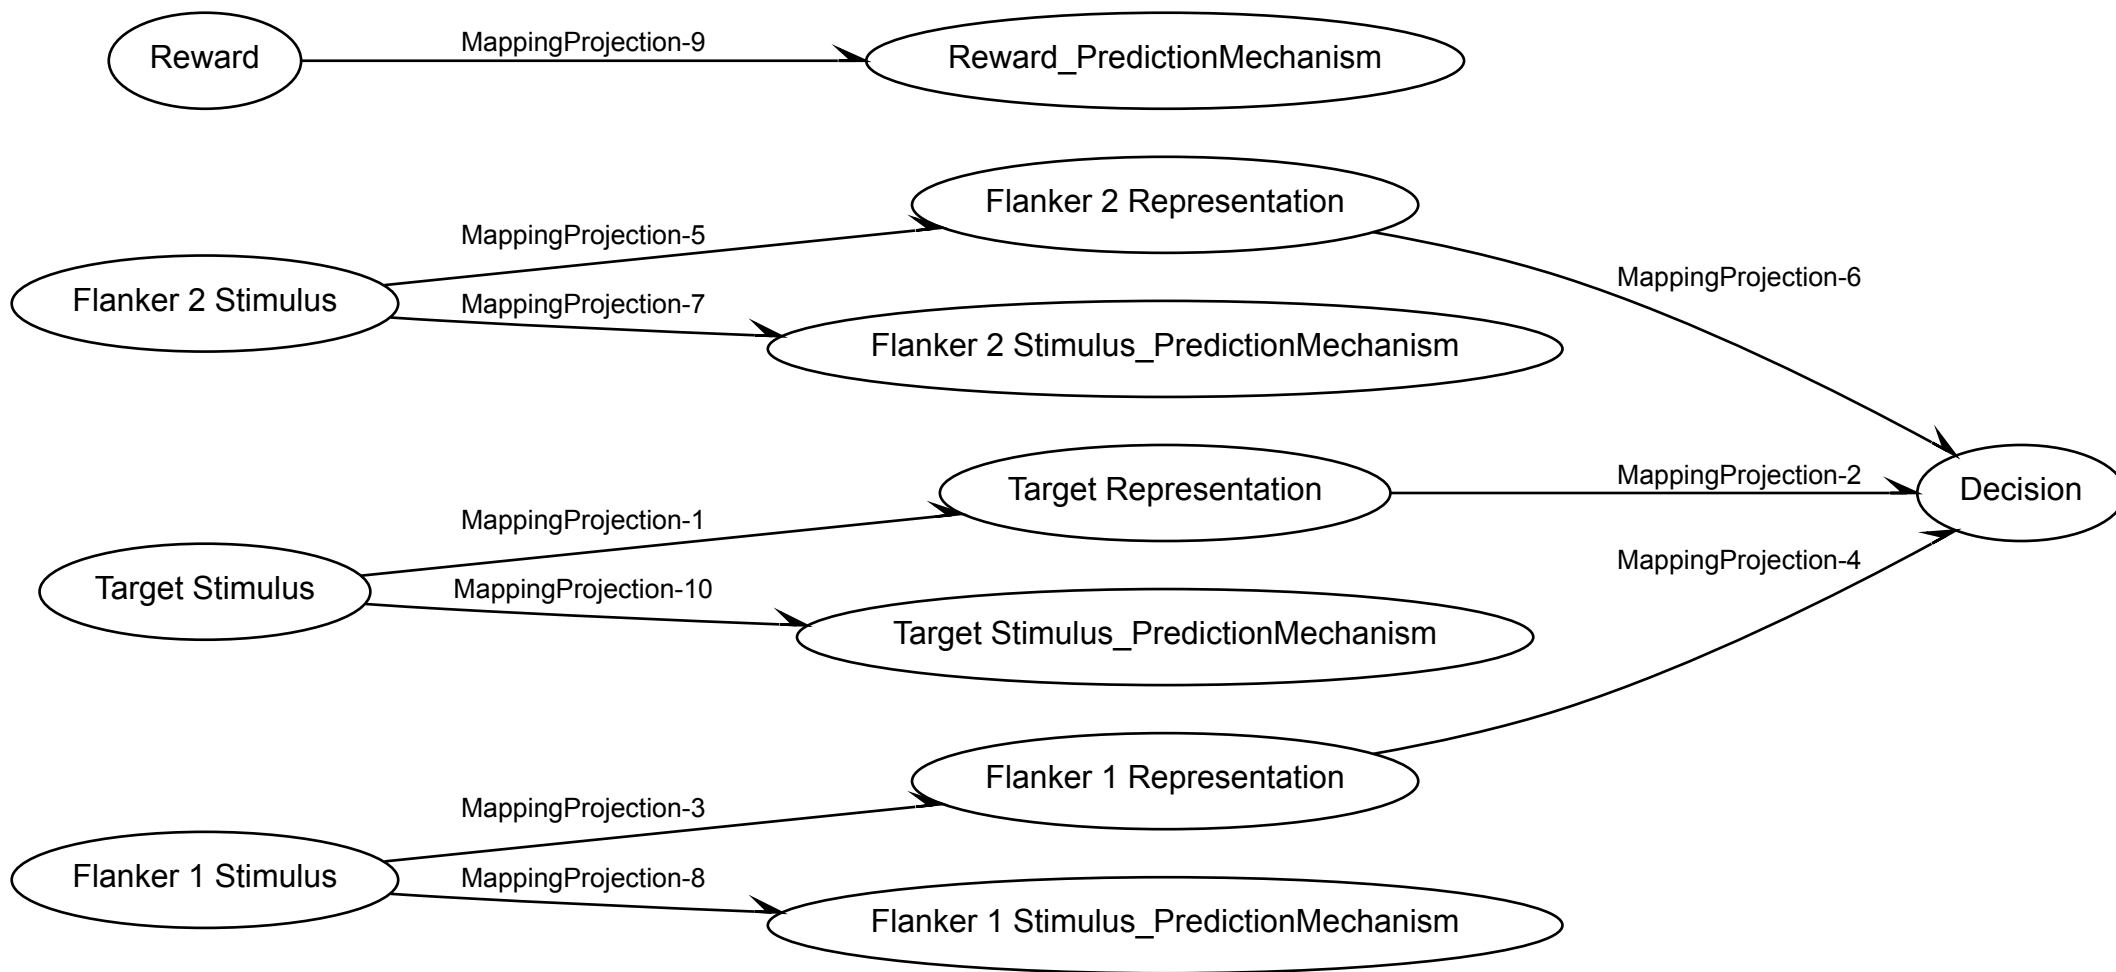 Reward
MappingProjection-9
Reward_PredictionMechanism
Flanker 2 Representation
MappingProjection-5
MappingProjection-6
Flanker 2 Stimulus
MappingProjection-7
Flanker 2 Stimulus_PredictionMechanism
Target Representation
MappingProjection-2
Decision
MappingProjection-1
MappingProjection-4
Target Stimulus
MappingProjection-10
Target Stimulus_PredictionMechanism
Flanker 1 Representation
MappingProjection-3
Flanker 1 Stimulus
MappingProjection-8
Flanker 1 Stimulus_PredictionMechanism